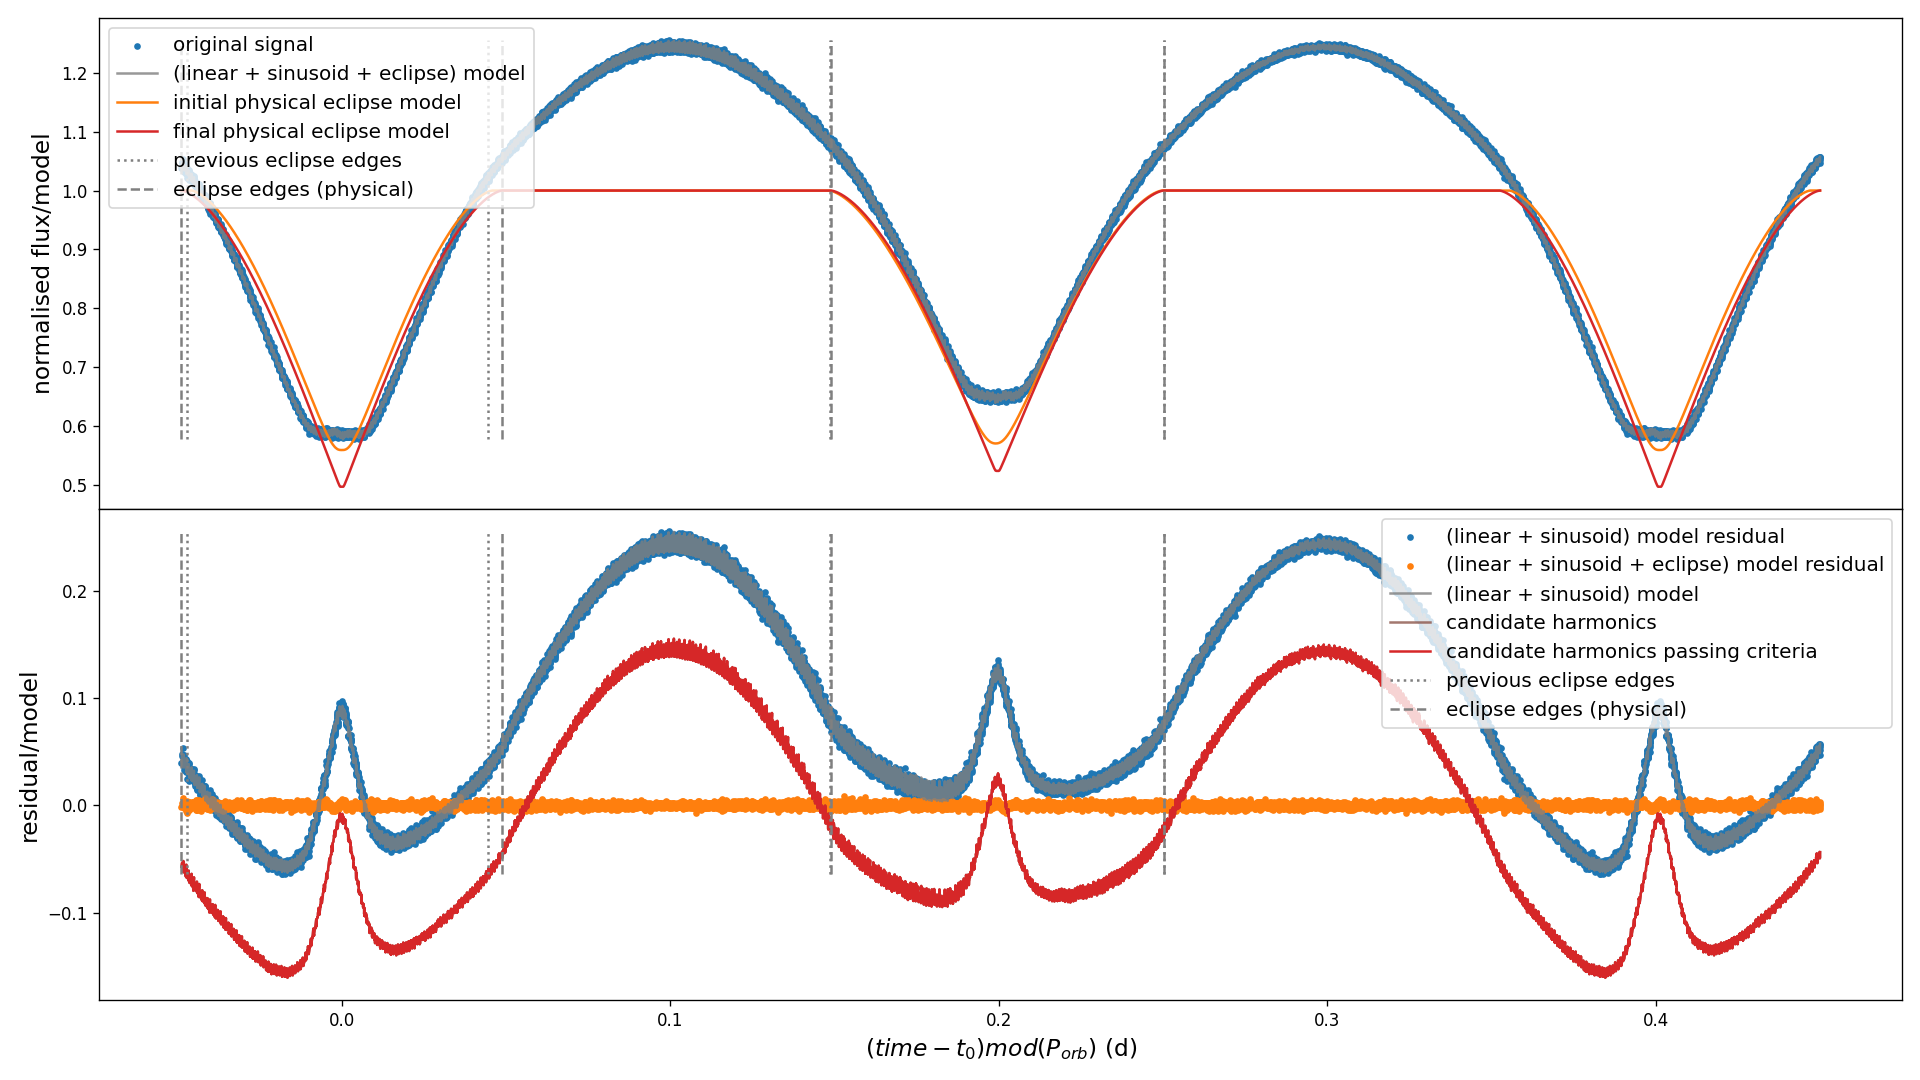 original signal
(linear + sinusoid + eclipse) model
initial physical eclipse model
final physical eclipse model
previous eclipse edges
eclipse edges (physical)
normalised flux/model
1.2
1.1
1.0
0.9
0.8
0.7
0.6
0.5
(linear + sinusoid) model residual
(linear + sinusoid + eclipse) model residual
(linear + sinusoid) model
candidate harmonics
candidate harmonics passing criteria
previous eclipse edges
eclipse edges (physical)
residual/model
0.2
0.1
0.0
−0.1
0.0 0.1 0.2 0.3 0.4
(time − t₀)mod(P_orb) (d)